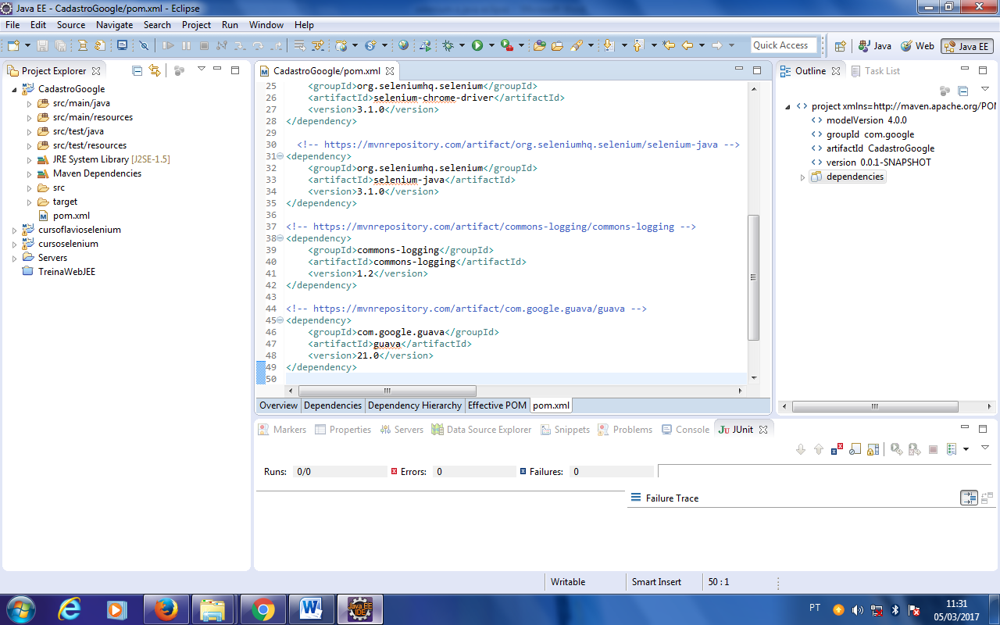 Java EE - CadastroGoogle/pom.xml - Eclipse
File Edit Source Navigate Search Project Run Window Help
Quick Access Java Web Java EE
Project Explorer
CadastroGoogle
src/main/java
src/main/resources
src/test/java
src/test/resources
JRE System Library [J2SE-1.5]
Maven Dependencies
src
target
pom.xml
cursoflavioselenium
cursoselenium
Servers
TreinaWebJEE
CadastroGoogle/pom.xml
25 <groupId>org.seleniumhq.selenium</groupId>
26 <artifactId>selenium-chrome-driver</artifactId>
27 <version>3.1.0</version>
28 </dependency>
29
30 <!-- https://mvnrepository.com/artifact/org.seleniumhq.selenium/selenium-java -->
31 <dependency>
32 <groupId>org.seleniumhq.selenium</groupId>
33 <artifactId>selenium-java</artifactId>
34 <version>3.1.0</version>
35 </dependency>
36
37 <!-- https://mvnrepository.com/artifact/commons-logging/commons-logging -->
38 <dependency>
39 <groupId>commons-logging</groupId>
40 <artifactId>commons-logging</artifactId>
41 <version>1.2</version>
42 </dependency>
43
44 <!-- https://mvnrepository.com/artifact/com.google.guava/guava -->
45 <dependency>
46 <groupId>com.google.guava</groupId>
47 <artifactId>guava</artifactId>
48 <version>21.0</version>
49 </dependency>
50
Overview Dependencies Dependency Hierarchy Effective POM pom.xml
Outline Task List
project xmlns=http://maven.apache.org/PO
modelVersion 4.0.0
groupId com.google
artifactId CadastroGoogle
version 0.0.1-SNAPSHOT
dependencies
Markers Properties Servers Data Source Explorer Snippets Problems Console JUnit
Runs: 0/0 Errors: 0 Failures: 0
Failure Trace
Writable Smart Insert 50 : 1
Java EE
IDE
PT
11:31
05/03/2017